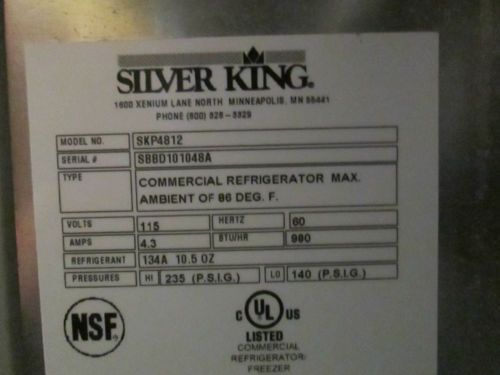 SILVER KING®
1600 XENIUM LANE NORTH MINNEAPOLIS, MN 55441
PHONE (800) 328-3329
MODEL NO. SKP4812
SERIAL # SBBD101048A
TYPE COMMERCIAL REFRIGERATOR MAX.
AMBIENT OF 86 DEG. F.
VOLTS 115 HERTZ 60
AMPS 4.3 BTU/HR 980
REFRIGERANT 134A 10.5 OZ
PRESSURES HI 235 (P.S.I.G.) LO 140 (P.S.I.G.)
NSF®
C UL US
LISTED
COMMERCIAL
REFRIGERATOR/
FREEZER